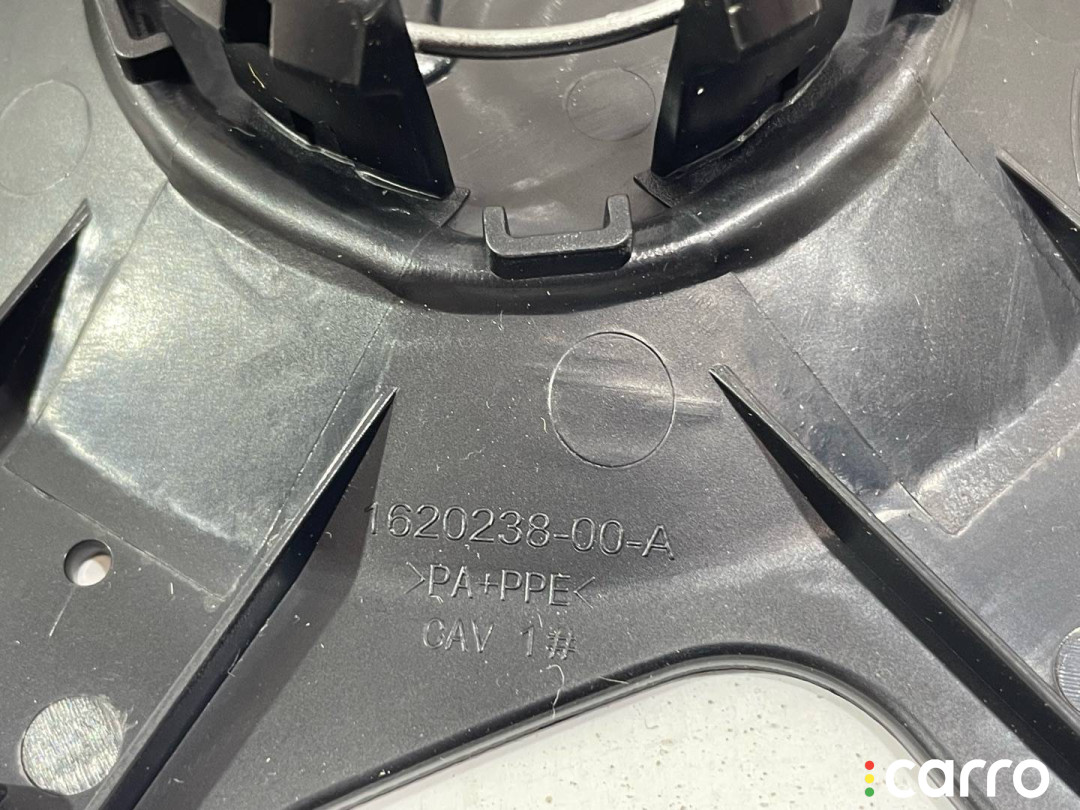 1620238-00-A
>PA+PPE<
CAV 1#
carro